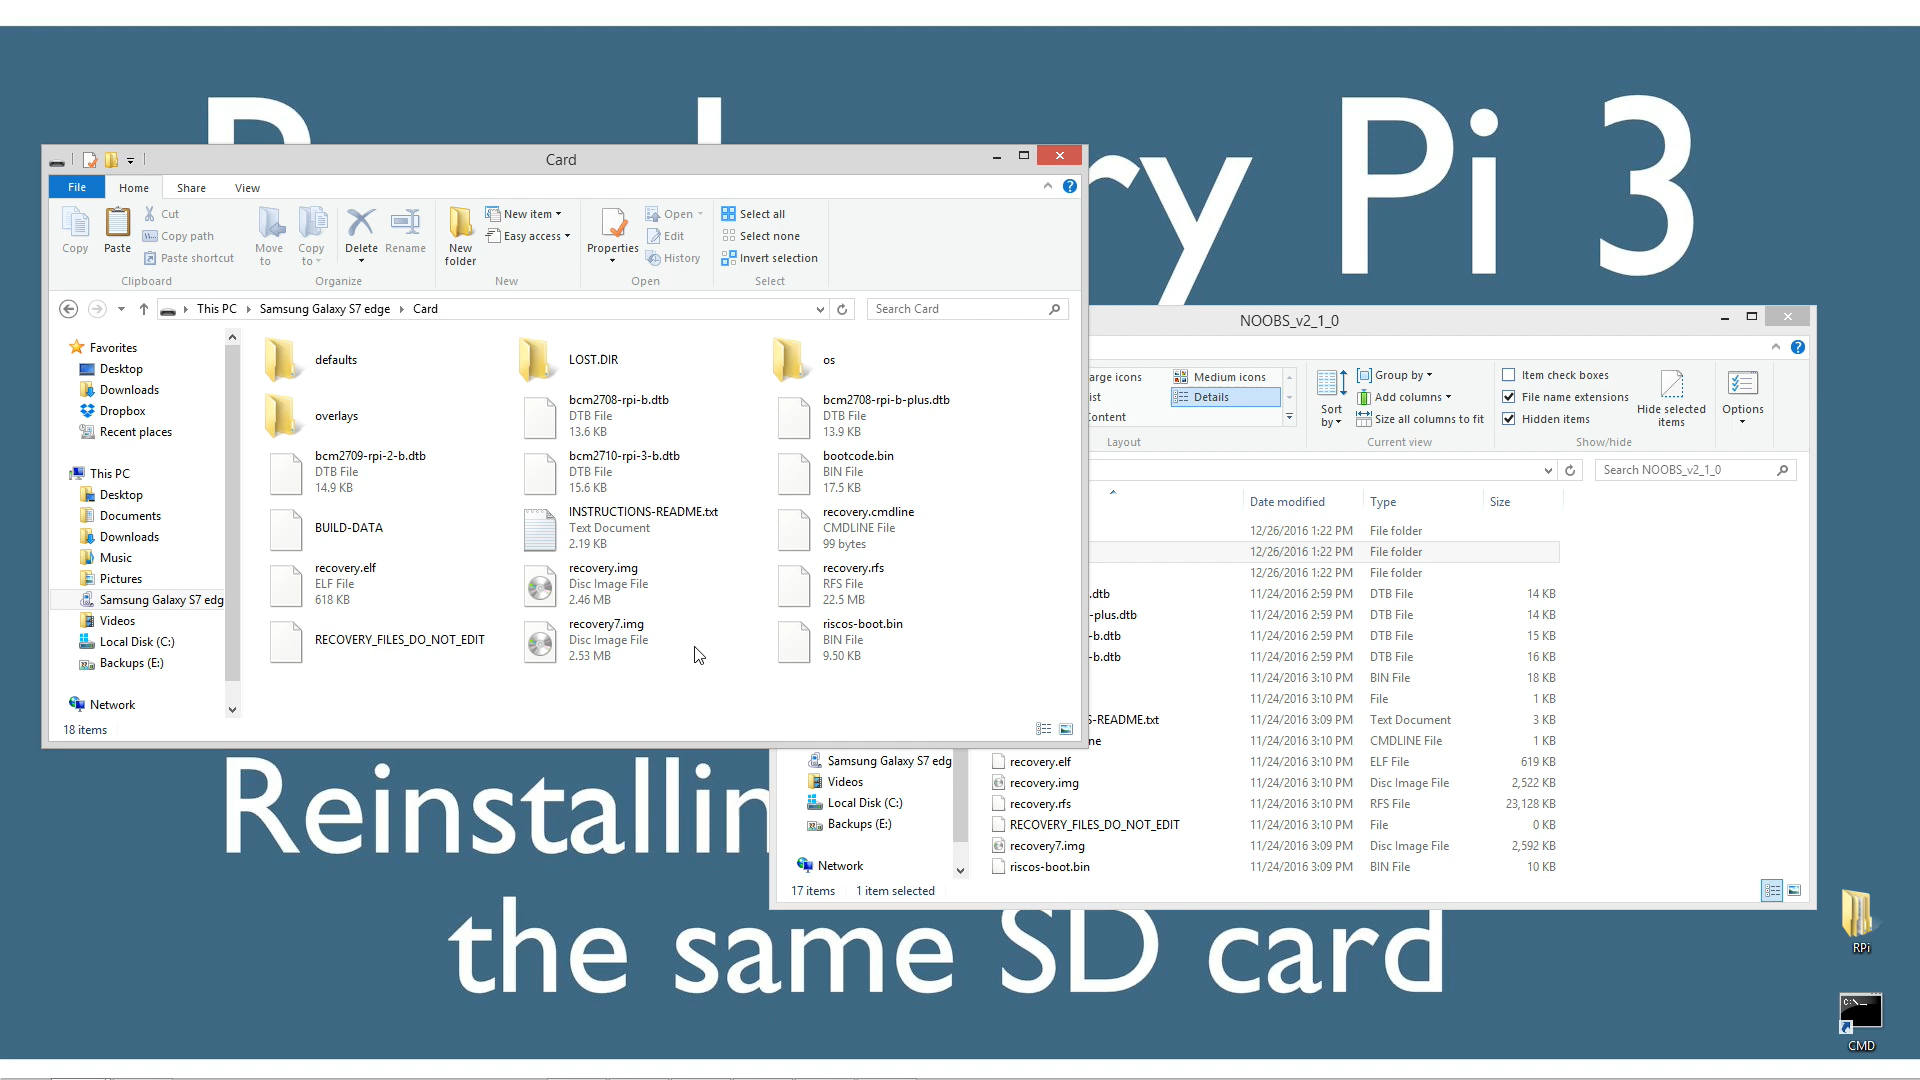 ry Pi 3
Card
File
Home
Share
View
Copy
Paste
Cut
Copy path
Paste shortcut
Clipboard
Move to
Copy to
Delete
Rename
Organize
New folder
New item
Easy access
New
Properties
Open
Edit
History
Open
Select all
Select none
Invert selection
Select
This PC
Samsung Galaxy S7 edge
Card
Search Card
Favorites
Desktop
Downloads
Dropbox
Recent places
This PC
Desktop
Documents
Downloads
Music
Pictures
Samsung Galaxy S7 edg
Videos
Local Disk (C:)
Backups (E:)
Network
defaults
LOST.DIR
os
overlays
bcm2708-rpi-b.dtb
DTB File
13.6 KB
bcm2708-rpi-b-plus.dtb
DTB File
13.9 KB
bcm2709-rpi-2-b.dtb
DTB File
14.9 KB
bcm2710-rpi-3-b.dtb
DTB File
15.6 KB
bootcode.bin
BIN File
17.5 KB
BUILD-DATA
INSTRUCTIONS-README.txt
Text Document
2.19 KB
recovery.cmdline
CMDLINE File
99 bytes
recovery.elf
ELF File
618 KB
recovery.img
Disc Image File
2.46 MB
recovery.rfs
RFS File
22.5 MB
RECOVERY_FILES_DO_NOT_EDIT
recovery7.img
Disc Image File
2.53 MB
riscos-boot.bin
BIN File
9.50 KB
18 items
NOOBS_v2_1_0
arge icons
Medium icons
ist
Details
ontent
Layout
Sort by
Group by
Add columns
Size all columns to fit
Current view
Item check boxes
File name extensions
Hidden items
Hide selected items
Show/hide
Options
Search NOOBS_v2_1_0
Date modified
Type
Size
12/26/2016 1:22 PM File folder
12/26/2016 1:22 PM File folder
12/26/2016 1:22 PM File folder
.dtb 11/24/2016 2:59 PM DTB File 14 KB
-plus.dtb 11/24/2016 2:59 PM DTB File 14 KB
-b.dtb 11/24/2016 2:59 PM DTB File 15 KB
-b.dtb 11/24/2016 2:59 PM DTB File 16 KB
11/24/2016 3:10 PM BIN File 18 KB
11/24/2016 3:10 PM File 1 KB
S-README.txt 11/24/2016 3:09 PM Text Document 3 KB
ne 11/24/2016 3:10 PM CMDLINE File 1 KB
recovery.elf 11/24/2016 3:10 PM ELF File 619 KB
recovery.img 11/24/2016 3:10 PM Disc Image File 2,522 KB
recovery.rfs 11/24/2016 3:10 PM RFS File 23,128 KB
RECOVERY_FILES_DO_NOT_EDIT 11/24/2016 3:10 PM File 0 KB
recovery7.img 11/24/2016 3:09 PM Disc Image File 2,592 KB
riscos-boot.bin 11/24/2016 3:09 PM BIN File 10 KB
Samsung Galaxy S7 edg
Videos
Local Disk (C:)
Backups (E:)
Network
17 items
1 item selected
Reinstallin
the same SD card
RPi
C:\_
CMD